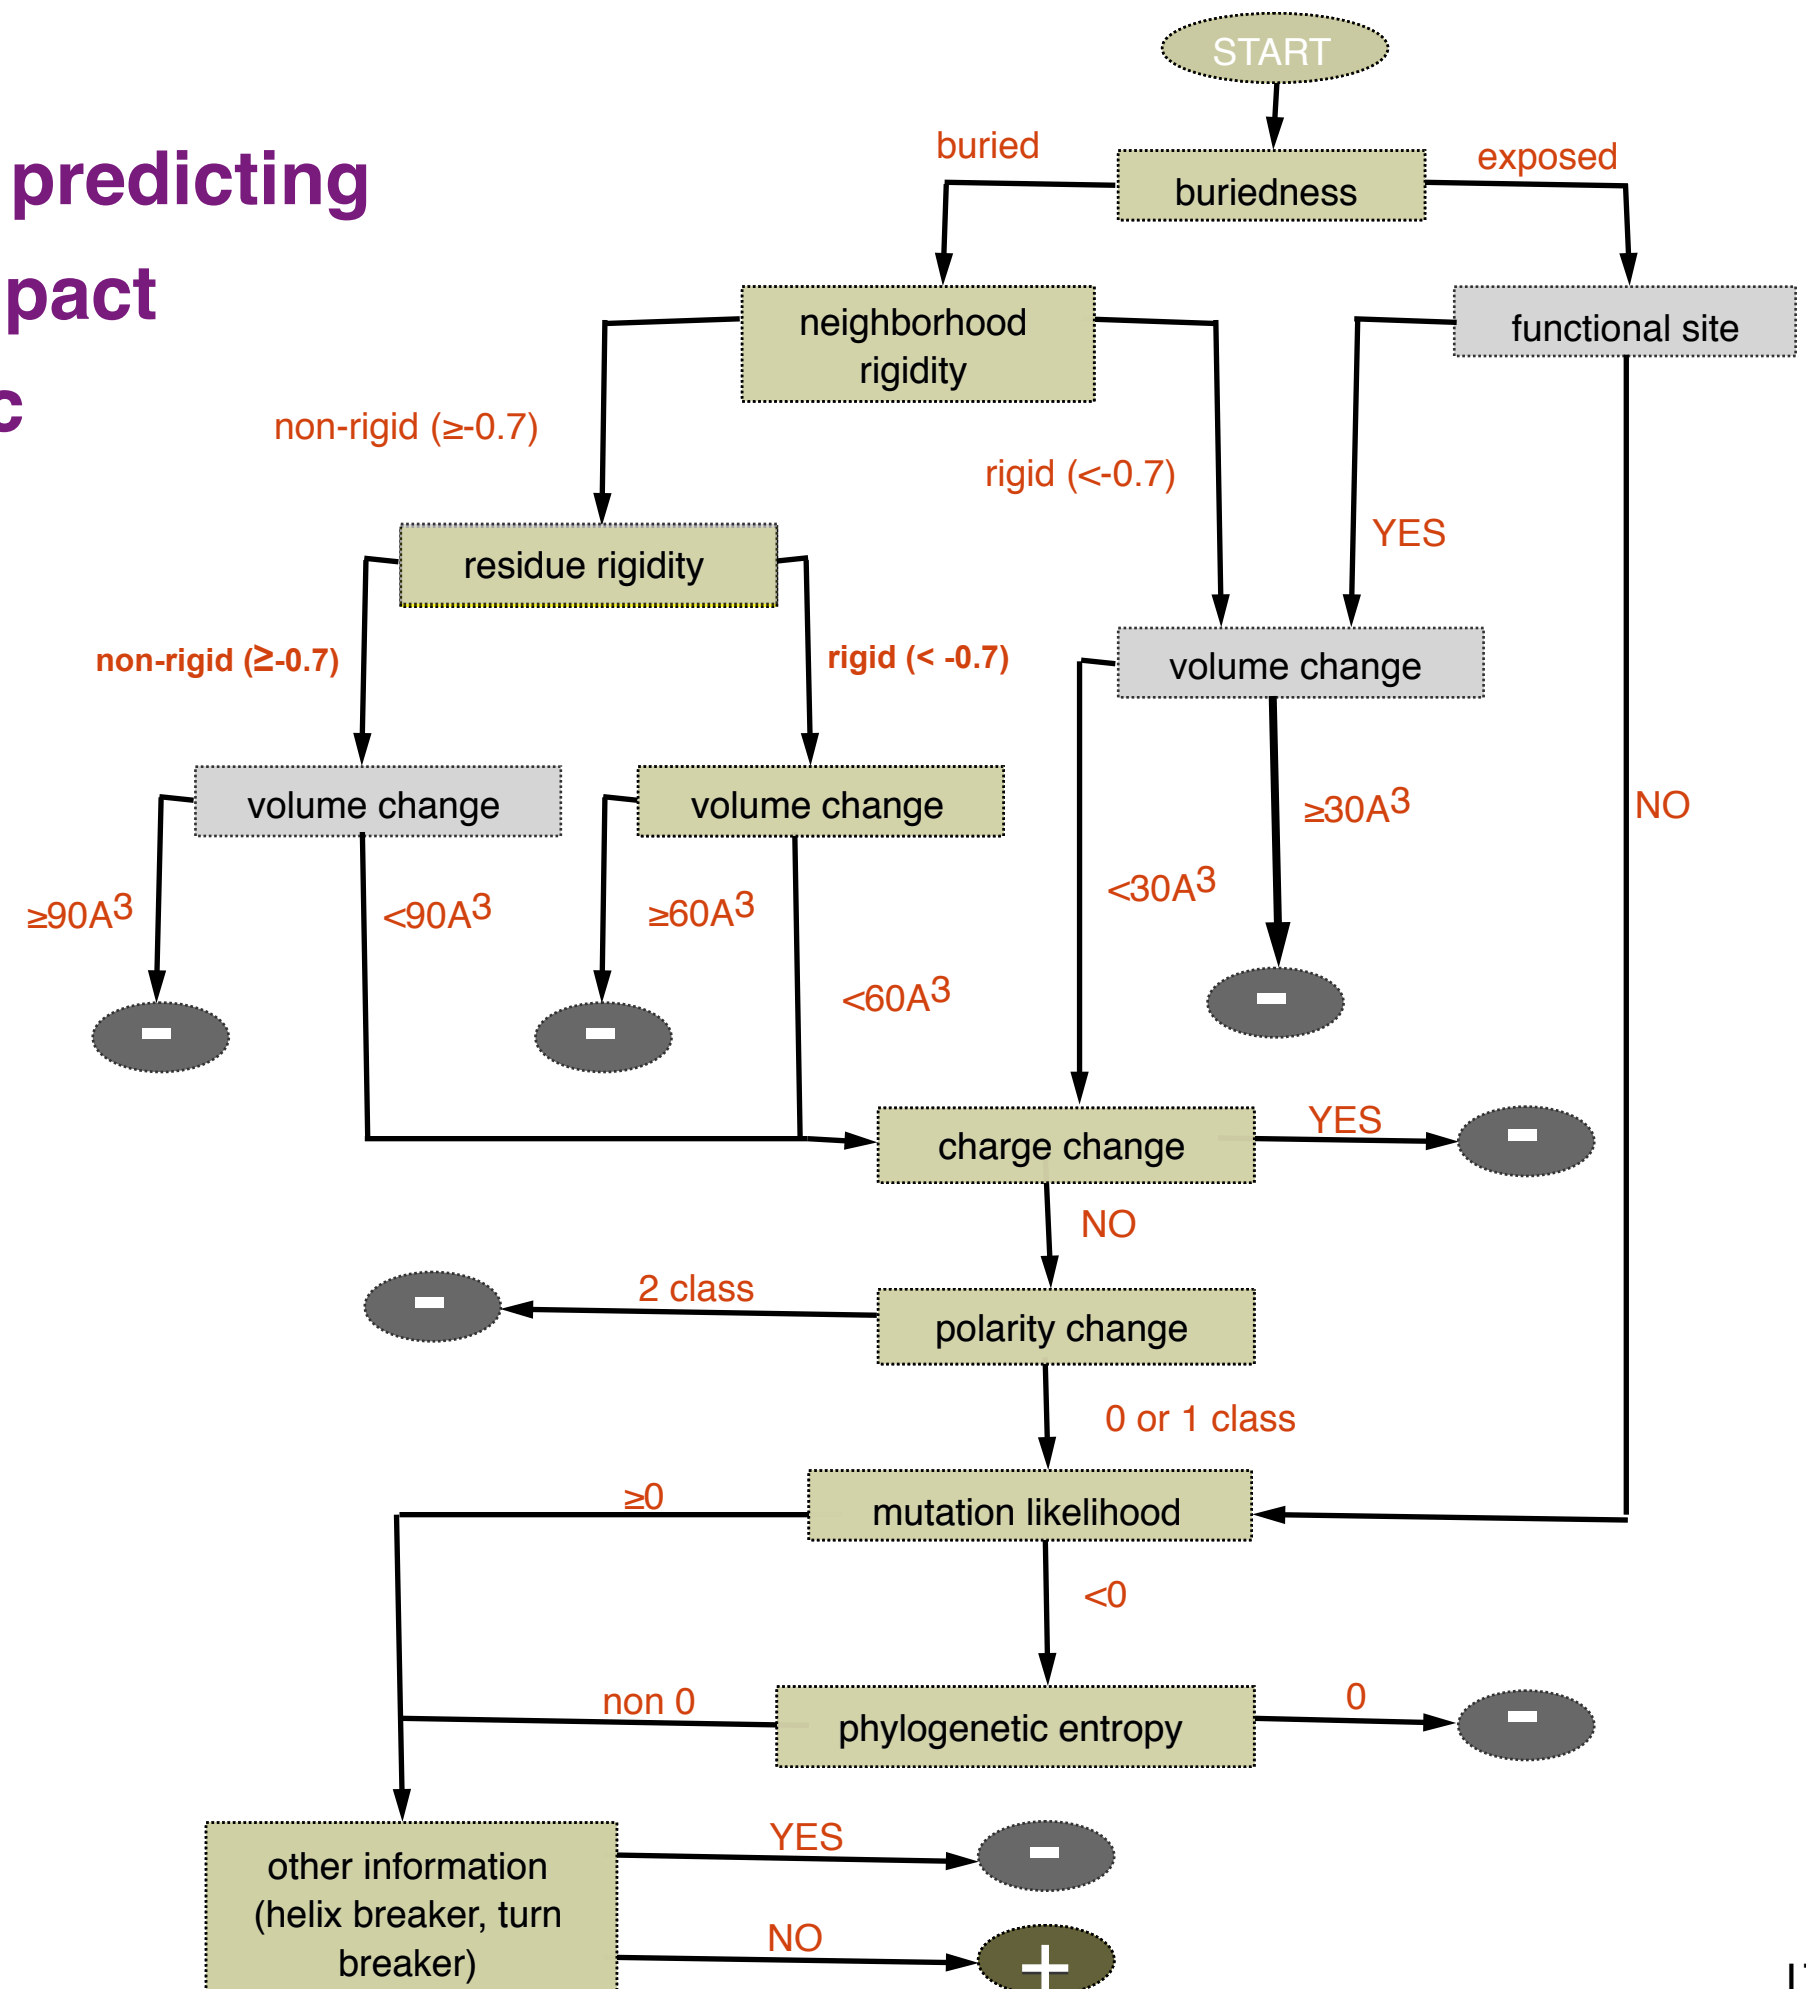 START
predicting
pact
c
buried
exposed
buriedness
neighborhood
rigidity
functional site
non-rigid (≥-0.7)
rigid (<-0.7)
YES
residue rigidity
non-rigid (≥-0.7)
rigid (< -0.7)
volume change
volume change
volume change
NO
≥90A3
<90A3
≥60A3
<60A3
<30A3
≥30A3
-
-
-
charge change
YES
-
NO
2 class
-
polarity change
0 or 1 class
≥0
mutation likelihood
<0
non 0
phylogenetic entropy
0
-
other information
(helix breaker, turn
breaker)
YES
-
NO
+